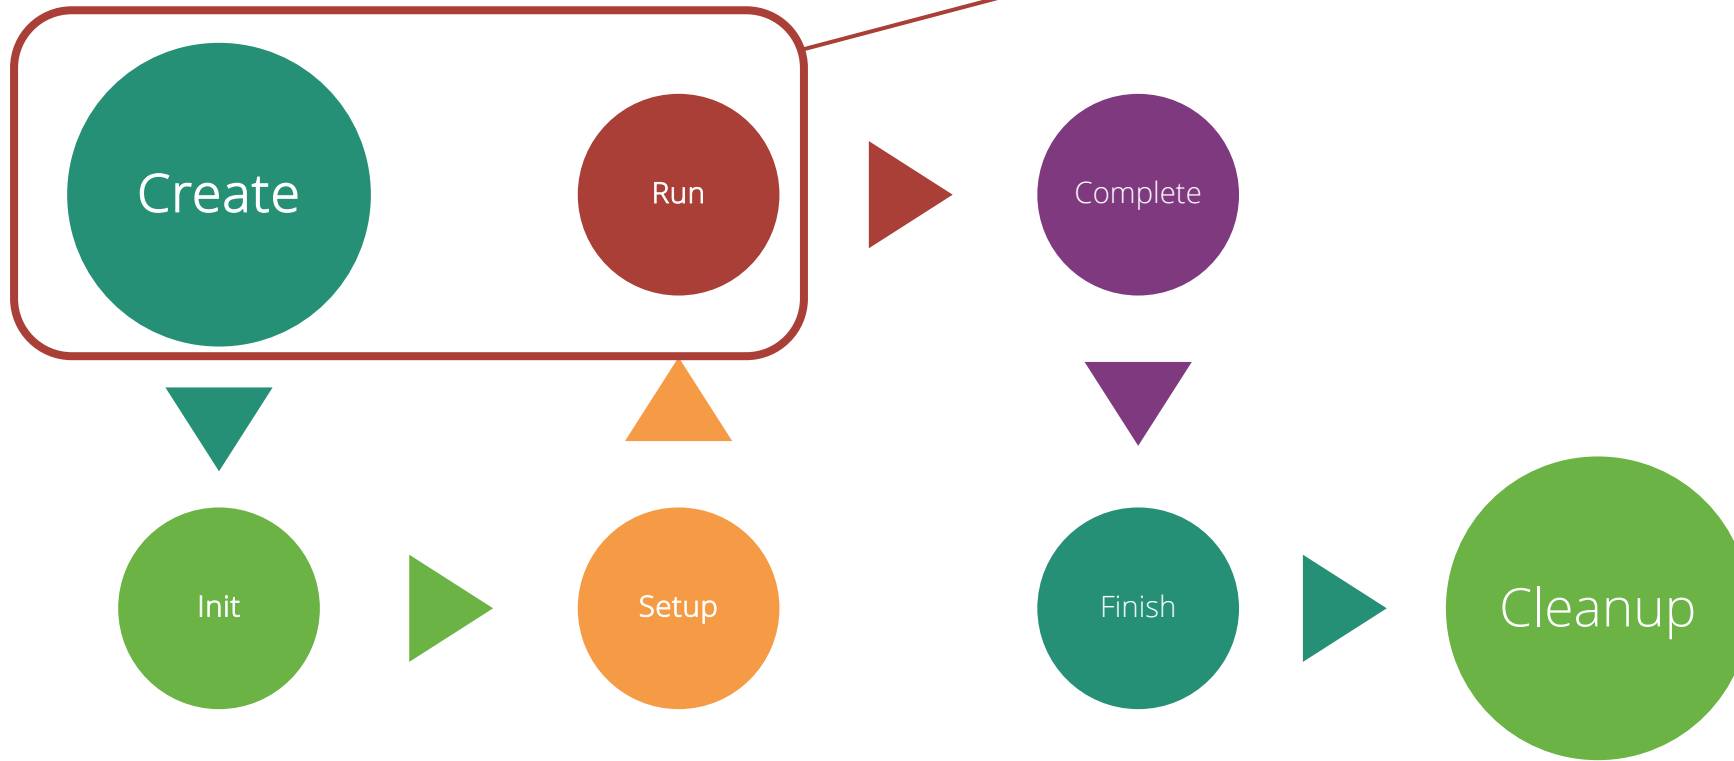 Create
Run
Complete
Init
Setup
Finish
Cleanup